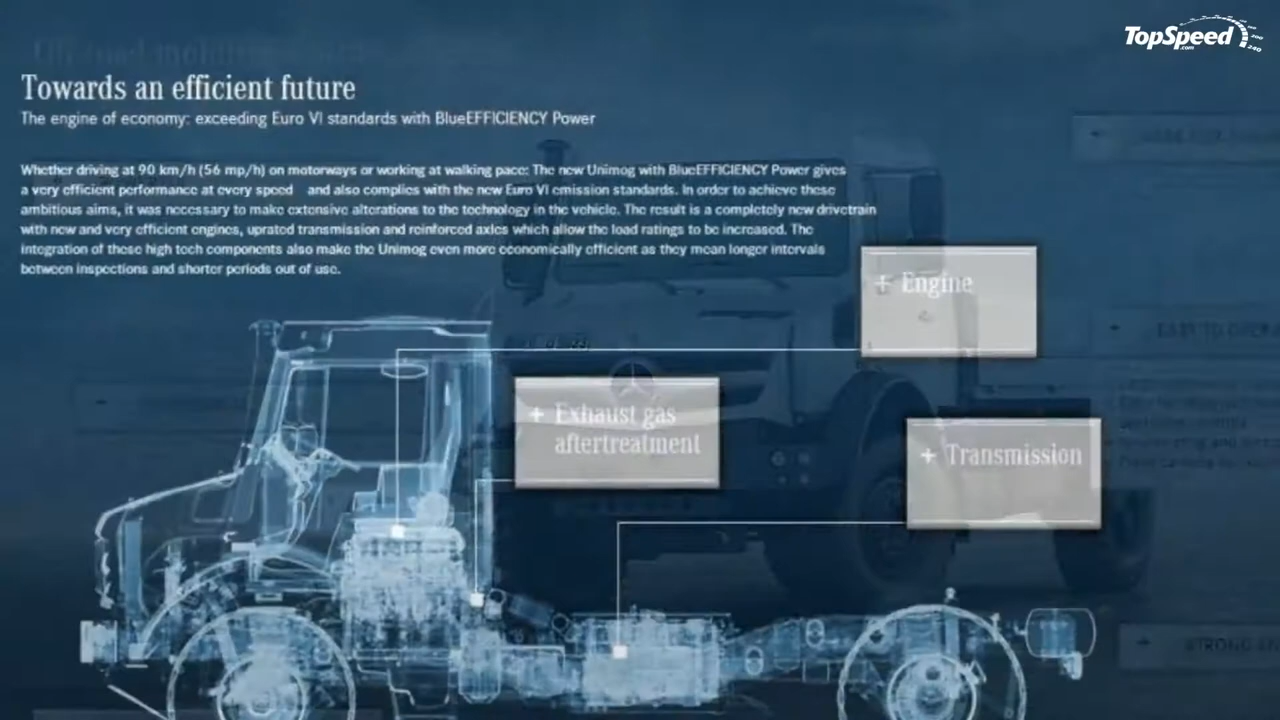 TopSpeed
.com
Towards an efficient future
The engine of economy: exceeding Euro VI standards with BlueEFFICIENCY Power
Whether driving at 90 km/h (56 mp/h) on motorways or working at walking pace: The new Unimog with BlueEFFICIENCY Power gives
a very efficient performance at every speed and also complies with the new Euro VI emission standards. In order to achieve these
ambitious aims, it was necessary to make extensive alterations to the technology in the vehicle. The result is a completely new drivetrain
with new and very efficient engines, uprated transmission and reinforced axles which allow the load ratings to be increased. The
integration of these high tech components also make the Unimog even more economically efficient as they mean longer intervals
between inspections and shorter periods out of use.
+ Engine
+ Exhaust gas
aftertreatment
+ Transmission